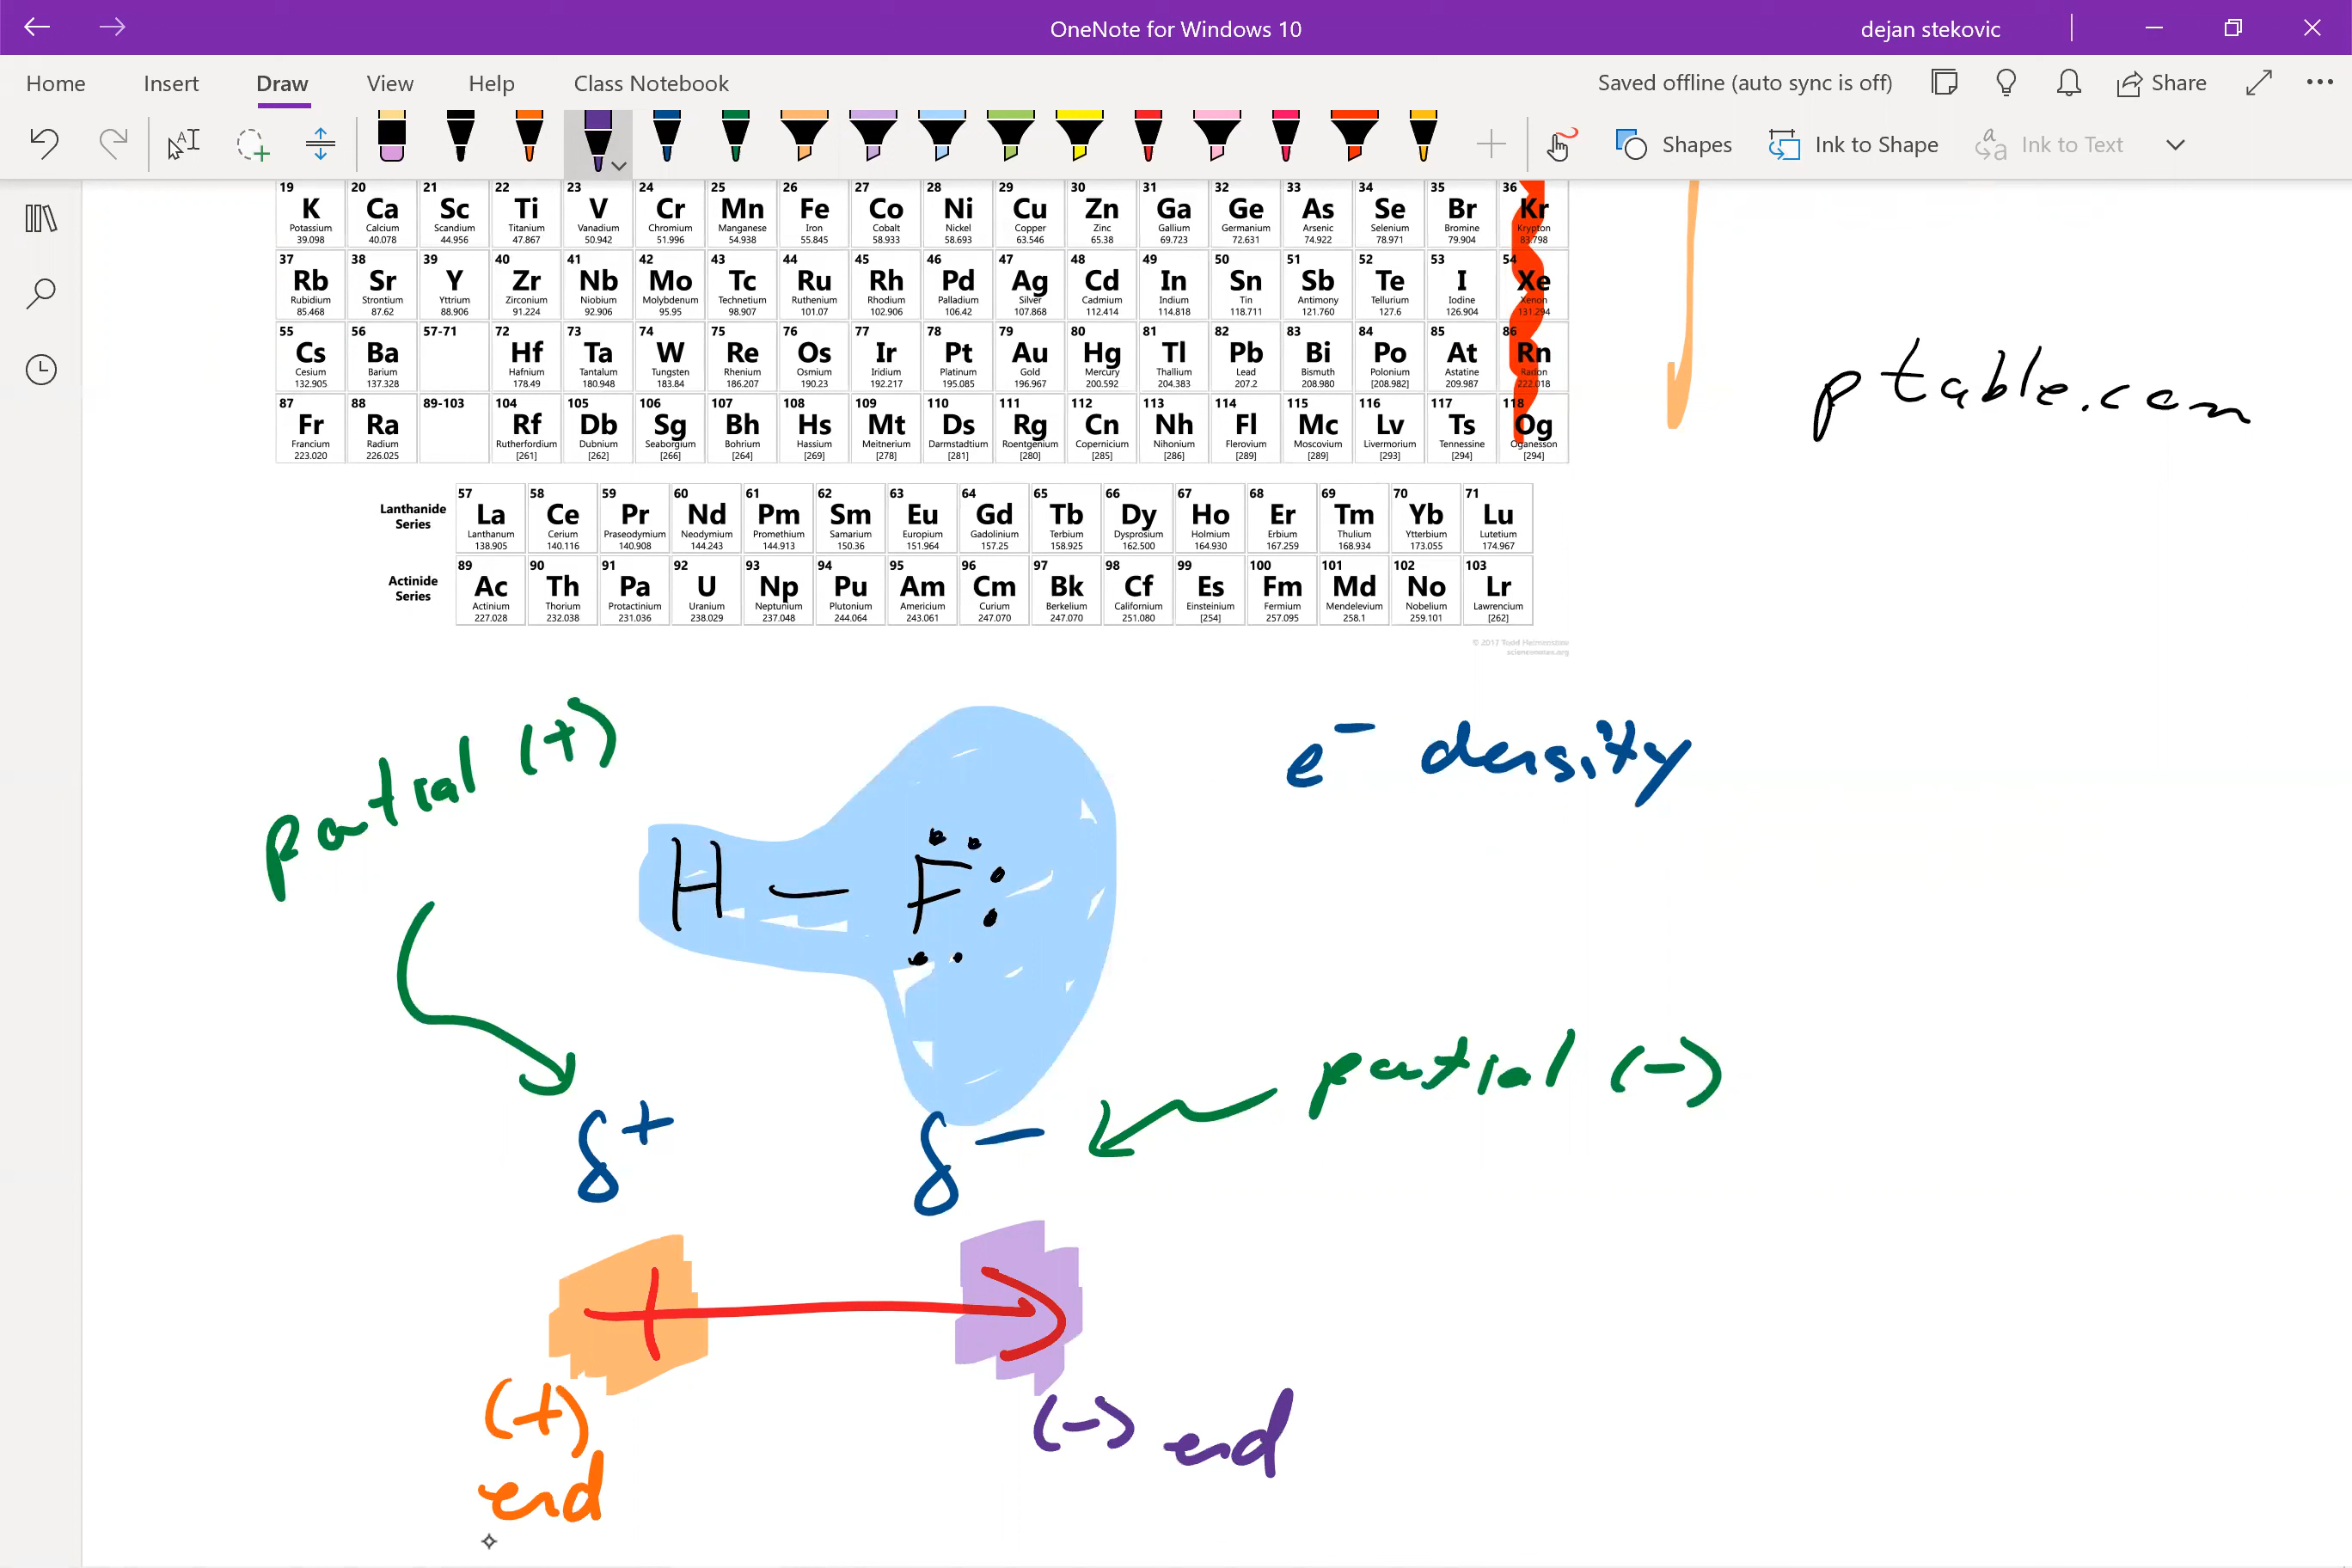 OneNote for Windows 10
dejan stekovic
Home Insert Draw View Help Class Notebook
Saved offline (auto sync is off) Share
Shapes Ink to Shape Ink to Text
19 20 21 22 23 24 25 26 27 28 29 30 31 32 33 34 35 36
K Ca Sc Ti V Cr Mn Fe Co Ni Cu Zn Ga Ge As Se Br Kr
Potassium Calcium Scandium Titanium Vanadium Chromium Manganese Iron Cobalt Nickel Copper Zinc Gallium Germanium Arsenic Selenium Bromine Krypton
39.098 40.078 44.956 47.867 50.942 51.996 54.938 55.845 58.933 58.693 63.546 65.38 69.723 72.631 74.922 78.971 79.904 83.798
37 38 39 40 41 42 43 44 45 46 47 48 49 50 51 52 53 54
Rb Sr Y Zr Nb Mo Tc Ru Rh Pd Ag Cd In Sn Sb Te I Xe
Rubidium Strontium Yttrium Zirconium Niobium Molybdenum Technetium Ruthenium Rhodium Palladium Silver Cadmium Indium Tin Antimony Tellurium Iodine Xenon
85.468 87.62 88.906 91.224 92.906 95.95 98.907 101.07 102.906 106.42 107.868 112.414 114.818 118.711 121.760 127.6 126.904 131.294
55 56 57-71 72 73 74 75 76 77 78 79 80 81 82 83 84 85 86
Cs Ba Hf Ta W Re Os Ir Pt Au Hg Tl Pb Bi Po At Rn
Cesium Barium Hafnium Tantalum Tungsten Rhenium Osmium Iridium Platinum Gold Mercury Thallium Lead Bismuth Polonium Astatine Radon
132.905 137.328 178.49 180.948 183.84 186.207 190.23 192.217 195.085 196.967 200.592 204.383 207.2 208.980 [208.982] 209.987 222.018
87 88 89-103 104 105 106 107 108 109 110 111 112 113 114 115 116 117 118
Fr Ra Rf Db Sg Bh Hs Mt Ds Rg Cn Nh Fl Mc Lv Ts Og
Francium Radium Rutherfordium Dubnium Seaborgium Bohrium Hassium Meitnerium Darmstadtium Roentgenium Copernicium Nihonium Flerovium Moscovium Livermorium Tennessine Oganesson
223.020 226.025 [261] [262] [266] [264] [269] [278] [281] [280] [285] [286] [289] [289] [293] [294] [294]
ptable.com
Lanthanide
Series
57 58 59 60 61 62 63 64 65 66 67 68 69 70 71
La Ce Pr Nd Pm Sm Eu Gd Tb Dy Ho Er Tm Yb Lu
Lanthanum Cerium Praseodymium Neodymium Promethium Samarium Europium Gadolinium Terbium Dysprosium Holmium Erbium Thulium Ytterbium Lutetium
138.905 140.116 140.908 144.243 144.913 150.36 151.964 157.25 158.925 162.500 164.930 167.259 168.934 173.055 174.967
Actinide
Series
89 90 91 92 93 94 95 96 97 98 99 100 101 102 103
Ac Th Pa U Np Pu Am Cm Bk Cf Es Fm Md No Lr
Actinium Thorium Protactinium Uranium Neptunium Plutonium Americium Curium Berkelium Californium Einsteinium Fermium Mendelevium Nobelium Lawrencium
227.028 232.038 231.036 238.029 237.048 244.064 243.061 247.070 247.070 251.080 [254] 257.095 258.1 259.101 [262]
© 2017 Todd Helmenstine
sciencenotes.org
partial (+)
e⁻ density
H — F
partial (-)
δ+ δ−
(+)
end
(-) end